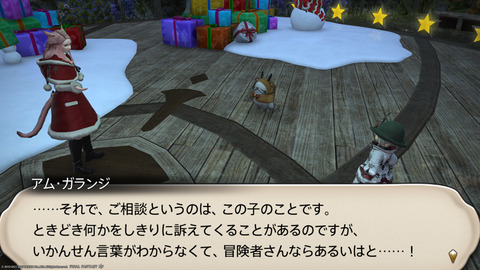 アム・ガランジ
……それで、ご相談というのは、この子のことです。
ときどき何かをしきりに訴えてくることがあるのですが、
いかんせん言葉がわからなくて、冒険者さんならあるいはと……！